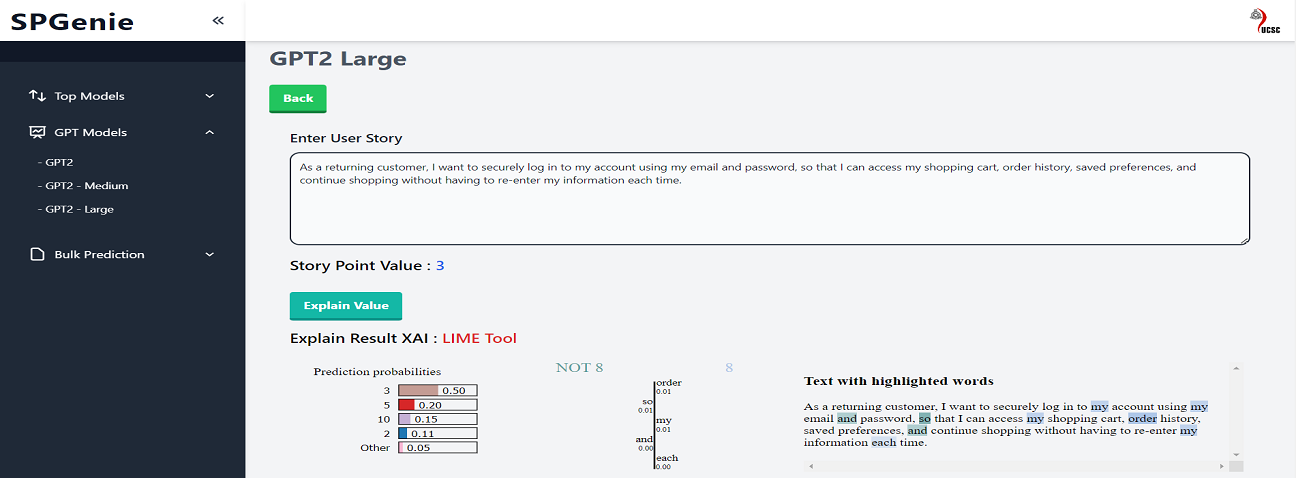 SPGenie «
UCSC
Top Models
GPT Models
- GPT2
- GPT2 - Medium
- GPT2 - Large
Bulk Prediction
GPT2 Large
Back
Enter User Story
As a returning customer, I want to securely log in to my account using my email and password, so that I can access my shopping cart, order history, saved preferences, and
continue shopping without having to re-enter my information each time.
Story Point Value : 3
Explain Value
Explain Result XAI : LIME Tool
Prediction probabilities
3 0.50
5 0.20
10 0.15
2 0.11
Other 0.05
NOT 8 8
order
0.01
so
0.01
my
0.01
and
0.00
each
0.00
Text with highlighted words
As a returning customer, I want to securely log in to my account using my
email and password, so that I can access my shopping cart, order history,
saved preferences, and continue shopping without having to re-enter my
information each time.